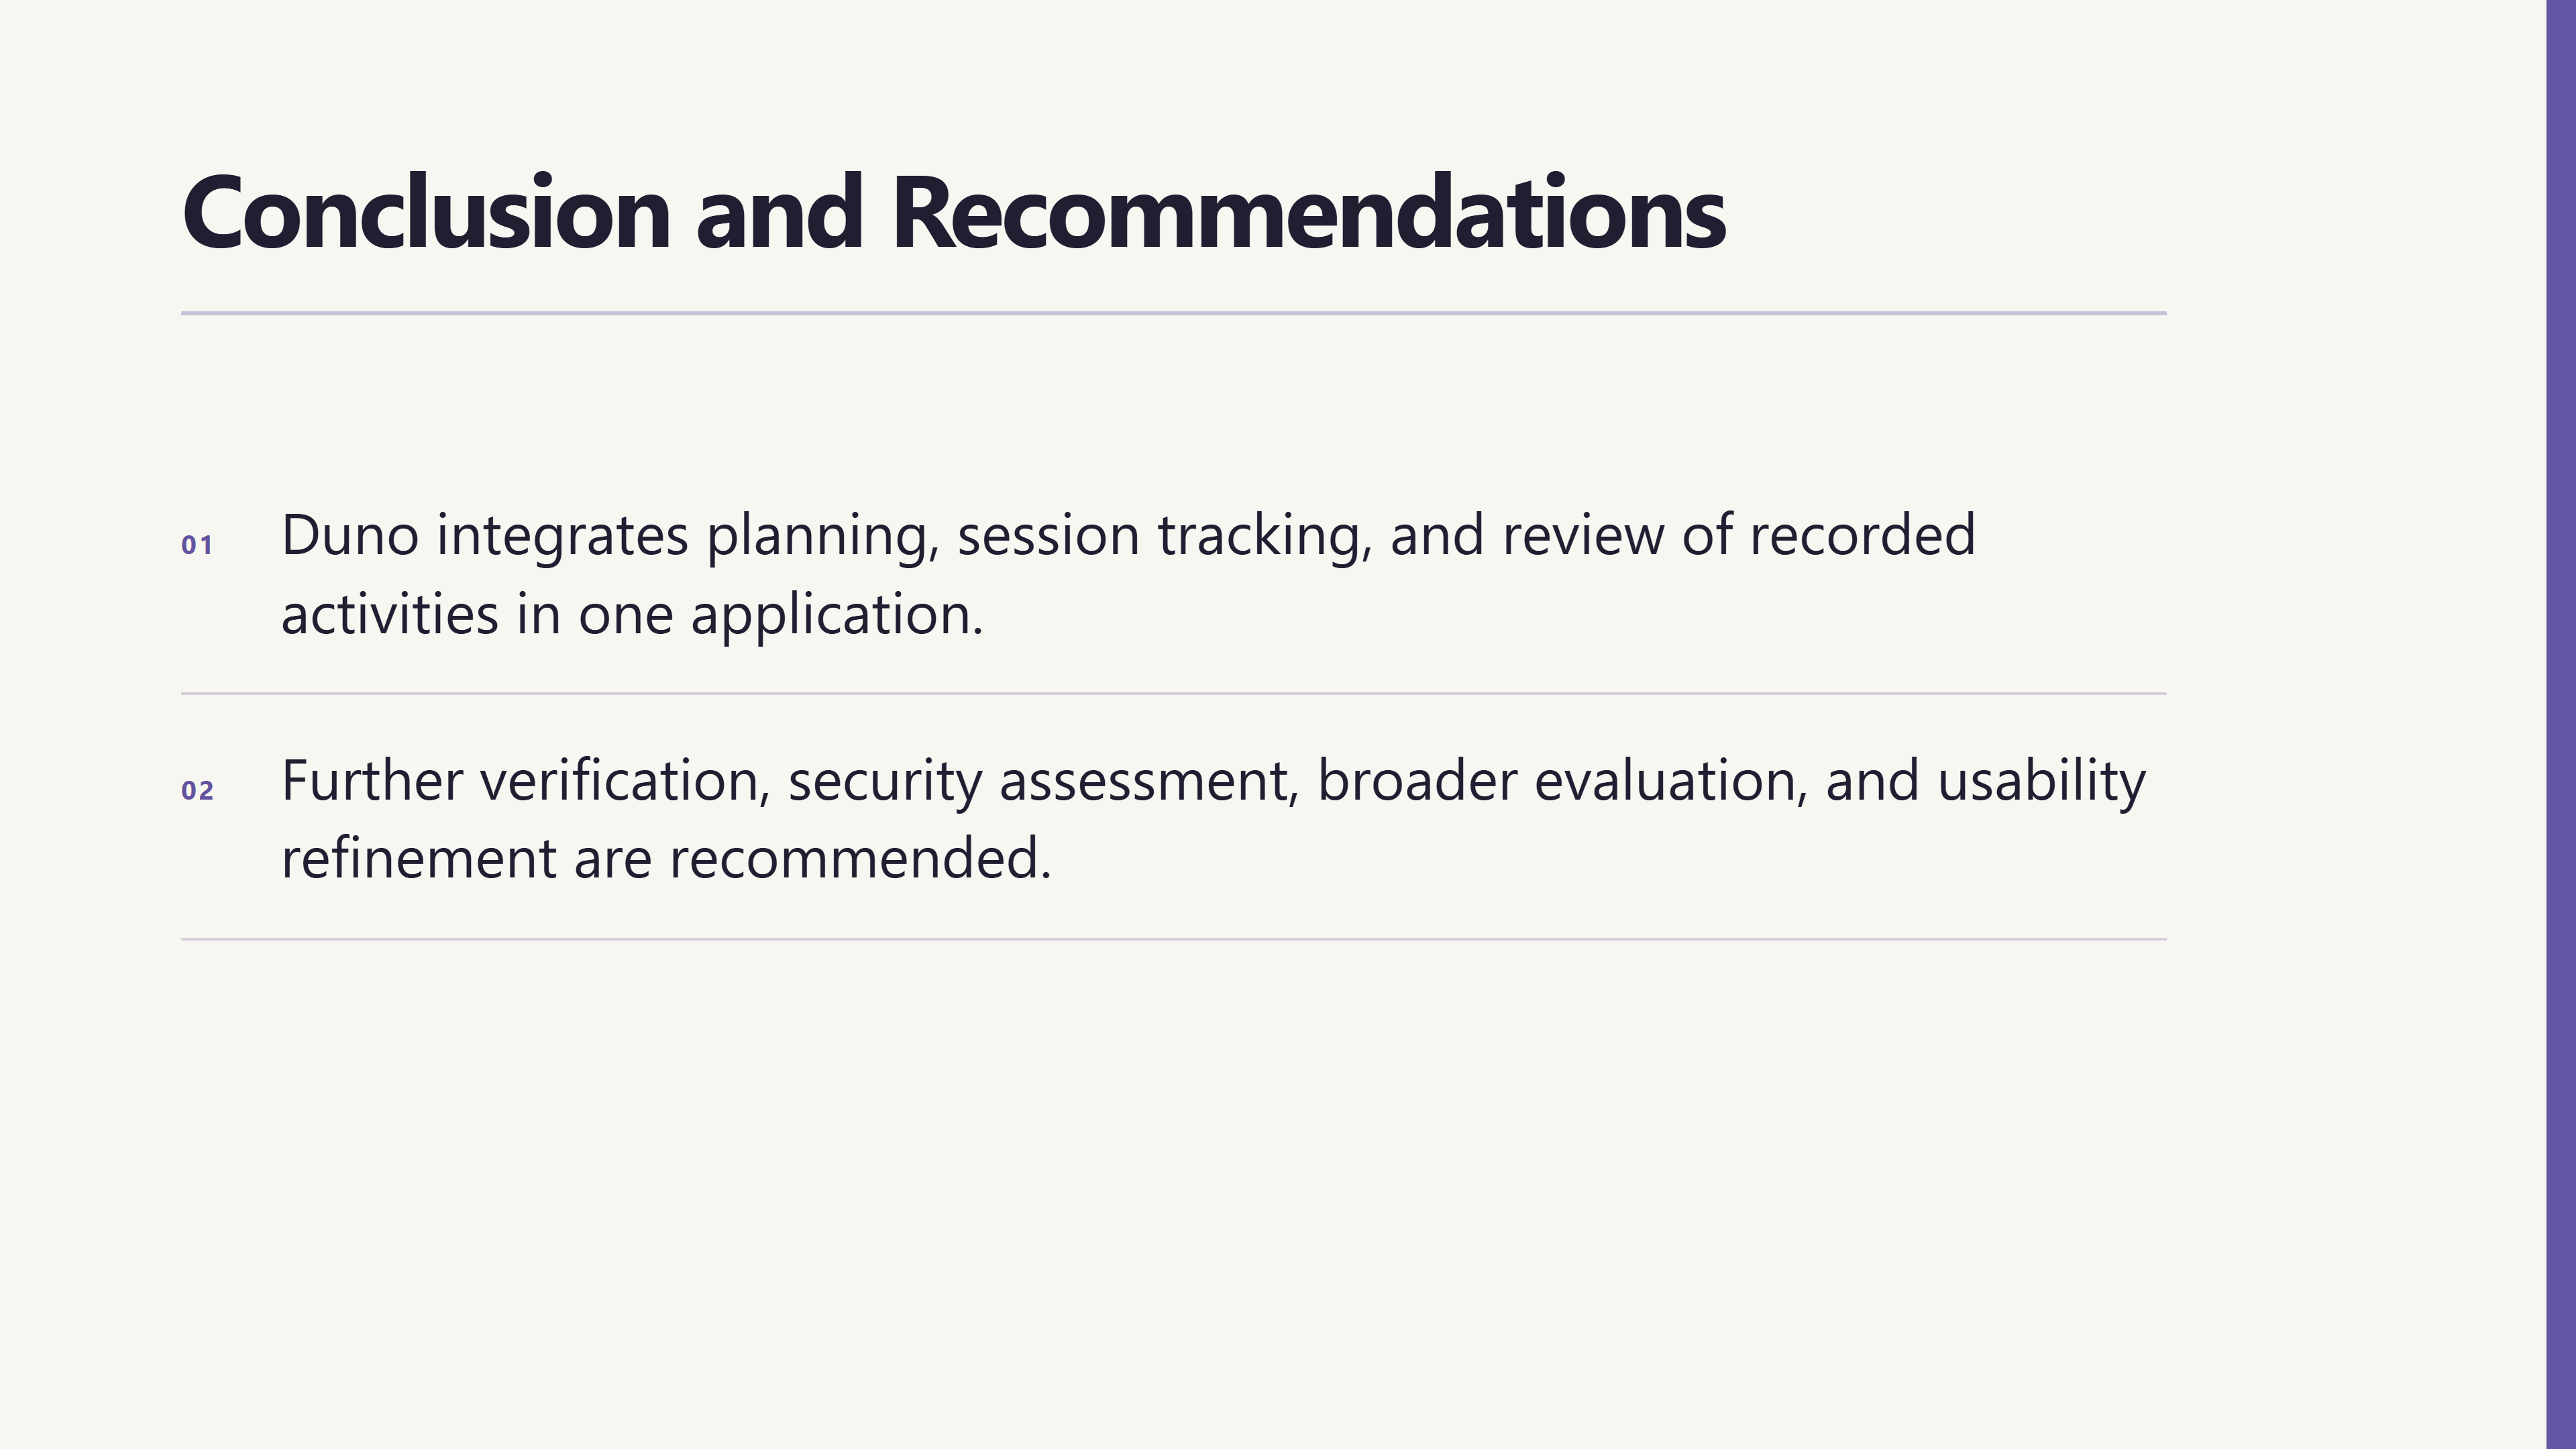 Conclusion and Recommendations
01 Duno integrates planning, session tracking, and review of recorded
activities in one application.
02 Further verification, security assessment, broader evaluation, and usability
refinement are recommended.